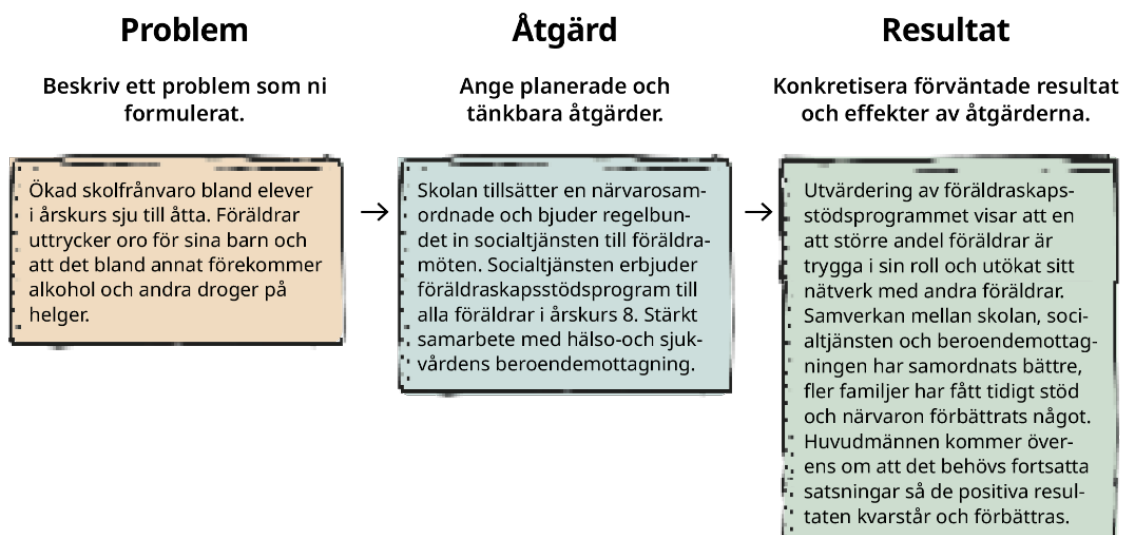 Problem
Beskriv ett problem som ni
formulerat.
Ökad skolfrånvaro bland elever
i årskurs sju till åtta. Föräldrar
uttrycker oro för sina barn och
att det bland annat förekommer
alkohol och andra droger på
helger.
Åtgärd
Ange planerade och
tänkbara åtgärder.
Skolan tillsätter en närvarosam-
ordnade och bjuder regelbun-
det in socialtjänsten till föräldra-
möten. Socialtjänsten erbjuder
föräldraskapsstödsprogram till
alla föräldrar i årskurs 8. Stärkt
samarbete med hälso-och sjuk-
vårdens beroendemottagning.
Resultat
Konkretisera förväntade resultat
och effekter av åtgärderna.
Utvärdering av föräldraskaps-
stödsprogrammet visar att en
att större andel föräldrar är
trygga i sin roll och utökat sitt
nätverk med andra föräldrar.
Samverkan mellan skolan, soci-
altjänsten och beroendemottag-
ningen har samordnats bättre,
fler familjer har fått tidigt stöd
och närvaron förbättrats något.
Huvudmännen kommer över-
ens om att det behövs fortsatta
satsningar så de positiva resul-
taten kvarstår och förbättras.